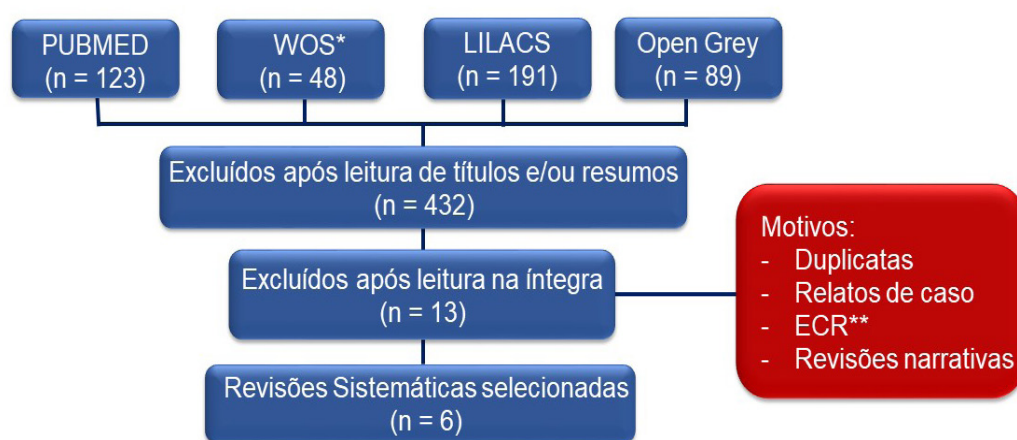 PUBMED
(n = 123)
WOS*
(n = 48)
LILACS
(n = 191)
Open Grey
(n = 89)
Excluídos após leitura de títulos e/ou resumos
(n = 432)
Excluídos após leitura na íntegra
(n = 13)
Motivos:
- Duplicatas
- Relatos de caso
- ECR**
- Revisões narrativas
Revisões Sistemáticas selecionadas
(n = 6)